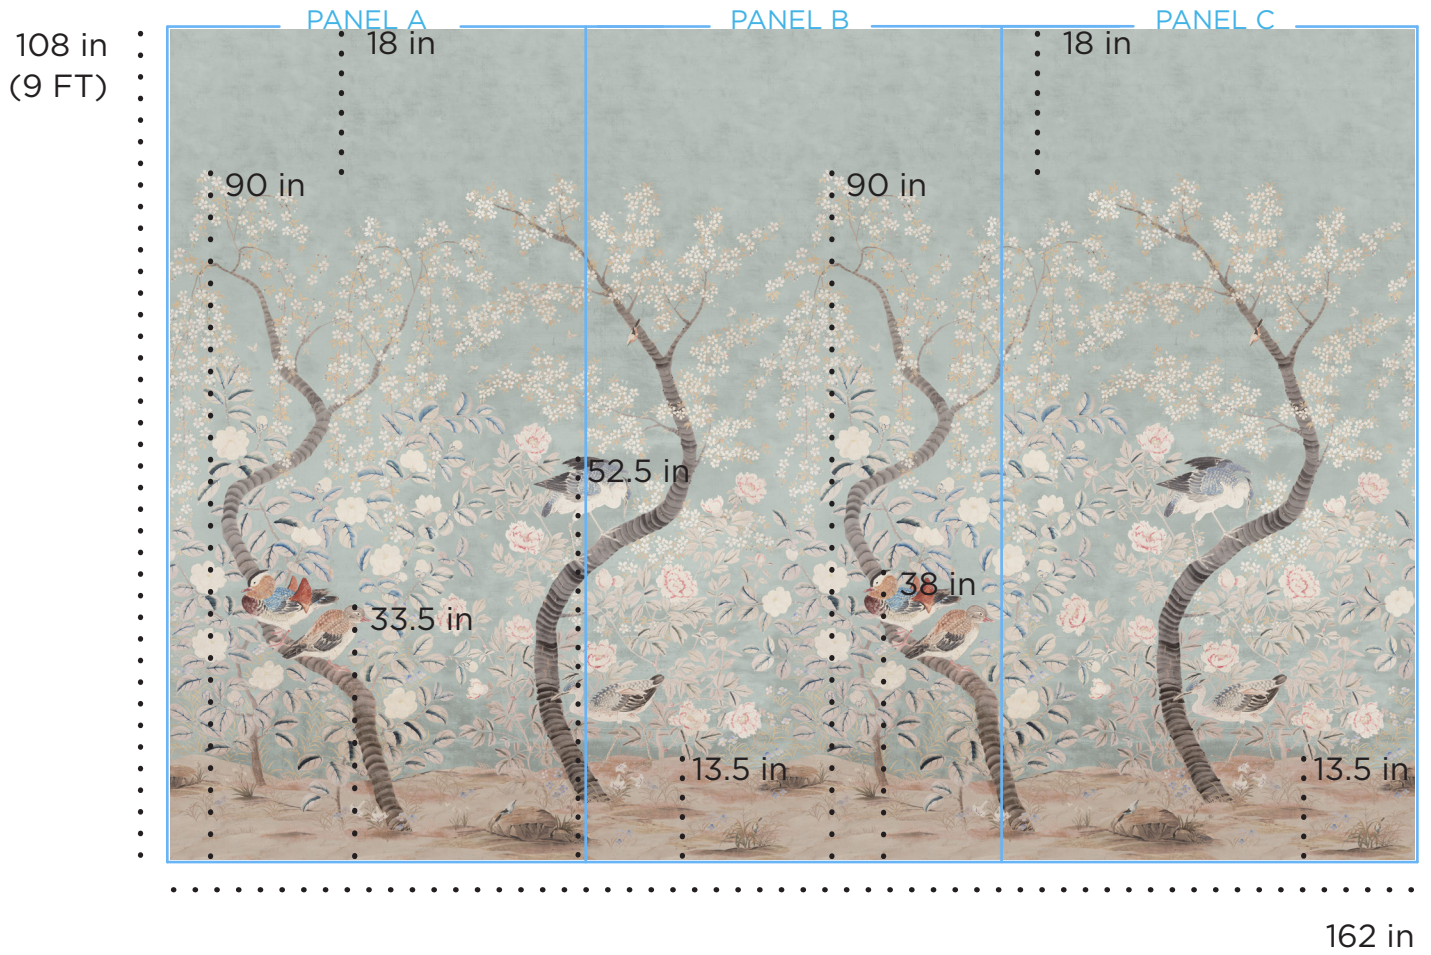 PANEL A
PANEL B
PANEL C
108 in
(9 FT)
18 in
18 in
90 in
90 in
52.5 in
38 in
33.5 in
13.5 in
13.5 in
162 in